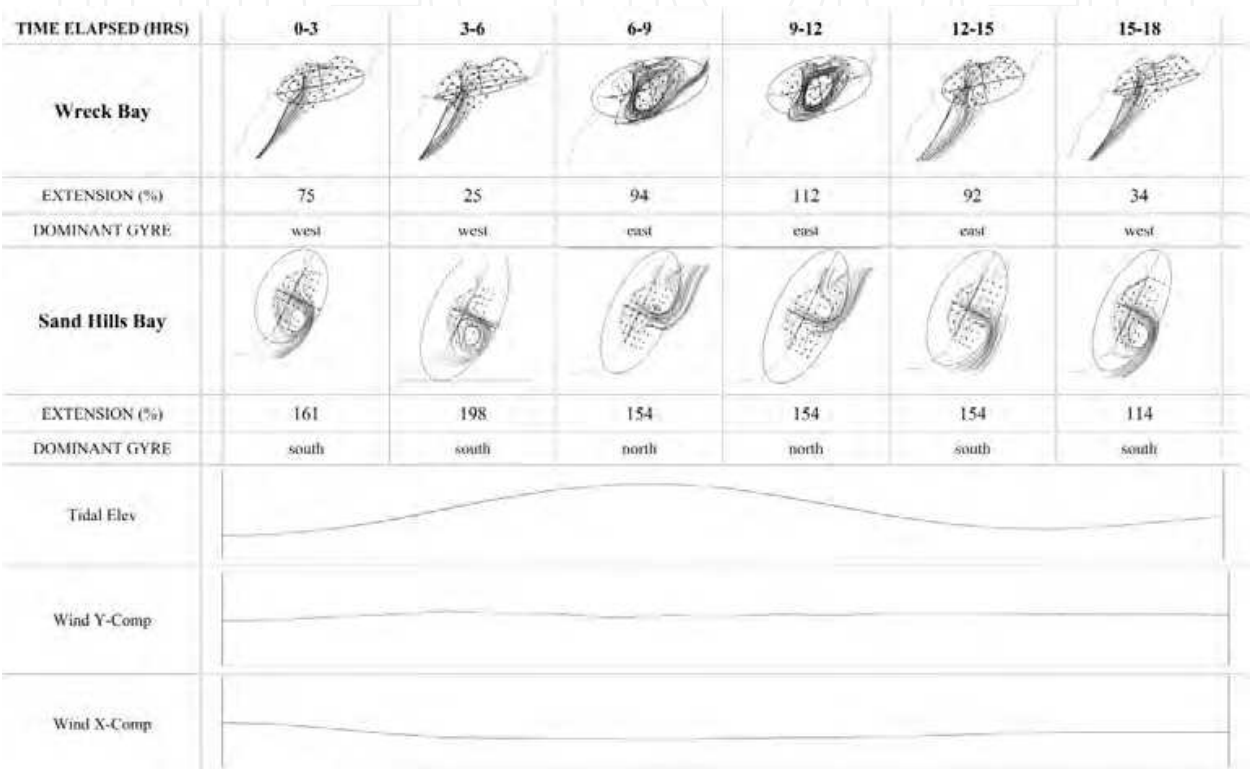 TIME ELAPSED (HRS) 0-3 3-6 6-9 9-12 12-15 15-18
Wreck Bay
EXTENSION (%) 75 25 94 112 92 34
DOMINANT GYRE west west east east east west
Sand Hills Bay
EXTENSION (%) 161 198 154 154 154 114
DOMINANT GYRE south south north north south south
Tidal Elev
Wind Y-Comp
Wind X-Comp